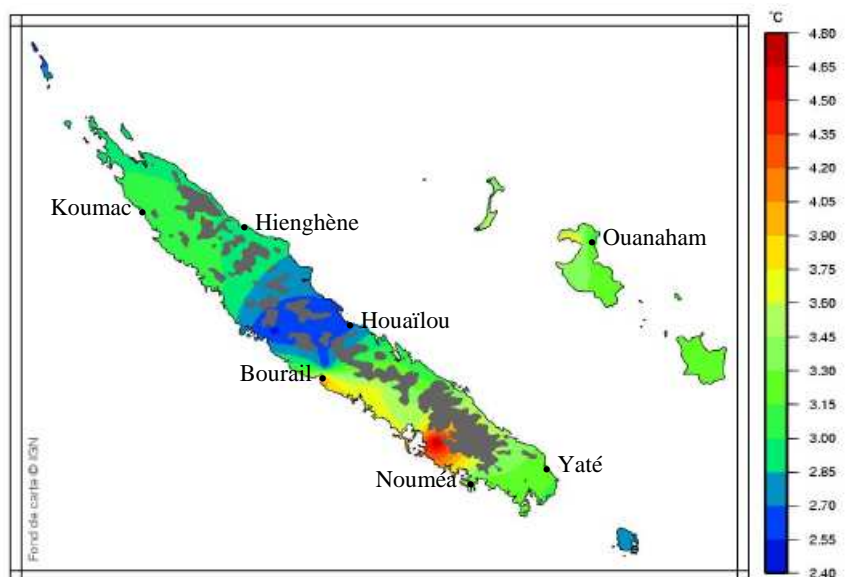 °C
4.80
4.65
4.50
4.35
4.20
4.05
3.90
3.75
3.60
3.45
3.30
3.15
3.00
2.85
2.70
2.55
2.40
Koumac
Hienghène
Ouanaham
Houaïlou
Bourail
Nouméa
Yaté
Fond de carte © IGN